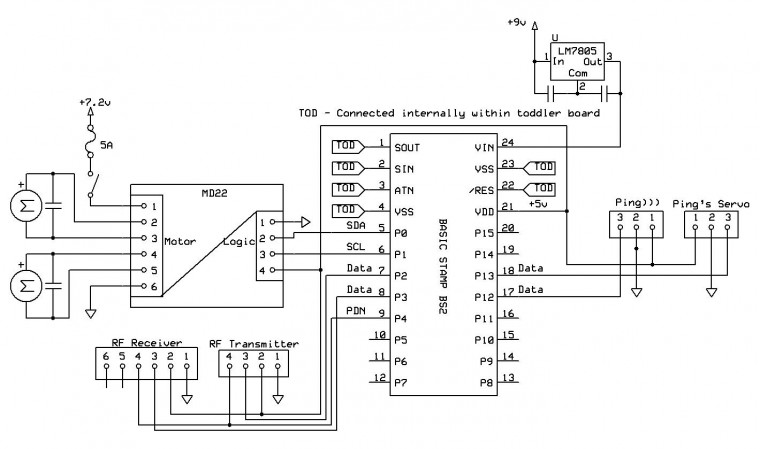 +9v
U
LM7805
1 In Out 3
Com
2
+7.2v
TOD - Connected internally within toddler board
5A
TOD 1 SOUT VIN 24
TOD 2 SIN VSS 23 TOD
TOD 3 ATN /RES 22 TOD
TOD 4 VSS VDD 21
+5v
MD22
Ping)))
Ping's Servo
+
1 1
2 2 SDA 5 P0 P15 20
3 Motor Logic 3 SCL 6 P1 P14 19
4 4 Data 7 P2 P13 18 Data
5 Data 8 P3 P12 17 Data
6 PDN 9 P4 P11 16
+
3 2 1
1 2 3
BASIC STAMP BS2
10 P5 P10 15
11 P6 P9 14
12 P7 P8 13
RF Receiver
RF Transmitter
6 5 4 3 2 1
4 3 2 1